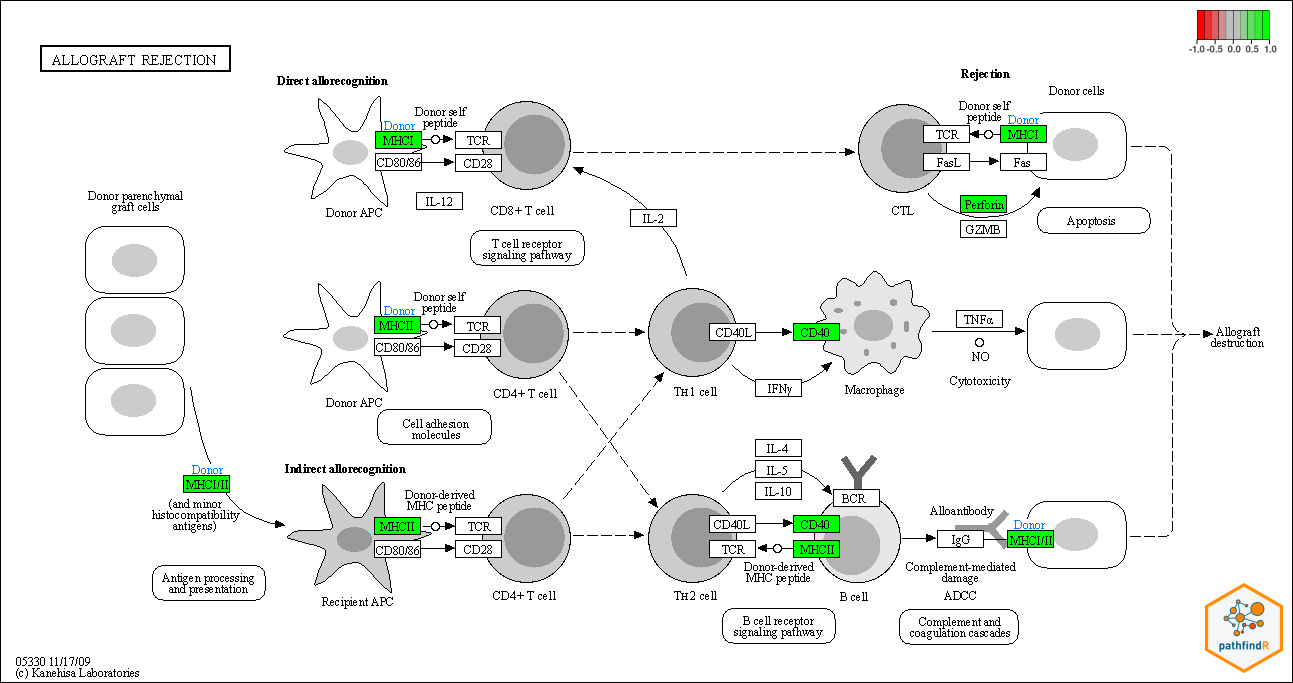 ALLOGRAFT REJECTION
-1.0 -0.5 0.0 0.5 1.0
Direct allorecognition
Donor
Donor self
peptide
MHCI
TCR
CD80/86
CD28
IL-12
Donor APC
CD8+ T cell
T cell receptor
signaling pathway
IL-2
Rejection
Donor cells
Donor self
peptide
Donor
TCR
MHCI
FasL
Fas
CTL
Perforin
GZMB
Apoptosis
Donor parenchymal
graft cells
Donor
Donor self
peptide
MHCII
TCR
CD80/86
CD28
Donor APC
CD4+ T cell
Cell adhesion
molecules
CD40L
CD40
IFNγ
TH1 cell
Macrophage
TNFα
NO
Cytotoxicity
Allograft
destruction
Donor
MHCI/II
(and minor
histocompatibility
antigens)
Antigen processing
and presentation
Indirect allorecognition
Donor-derived
MHC peptide
MHCII
TCR
CD80/86
CD28
Recipient APC
CD4+ T cell
IL-4
IL-5
IL-10
BCR
CD40L
CD40
TCR
MHCII
Donor-derived
MHC peptide
TH2 cell
B cell
B cell receptor
signaling pathway
Alloantibody
IgG
Donor
MHCI/II
Complement-mediated
damage
ADCC
Complement and
coagulation cascades
05330 11/17/09
(c) Kanehisa Laboratories
pathfindR